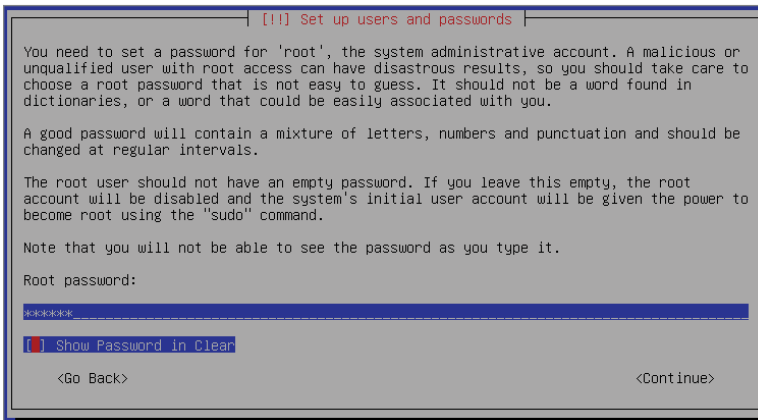 [!!] Set up users and passwords
You need to set a password for 'root', the system administrative account. A malicious or
unqualified user with root access can have disastrous results, so you should take care to
choose a root password that is not easy to guess. It should not be a word found in
dictionaries, or a word that could be easily associated with you.
A good password will contain a mixture of letters, numbers and punctuation and should be
changed at regular intervals.
The root user should not have an empty password. If you leave this empty, the root
account will be disabled and the system's initial user account will be given the power to
become root using the "sudo" command.
Note that you will not be able to see the password as you type it.
Root password:
******
[ ] Show Password in Clear
<Go Back> <Continue>